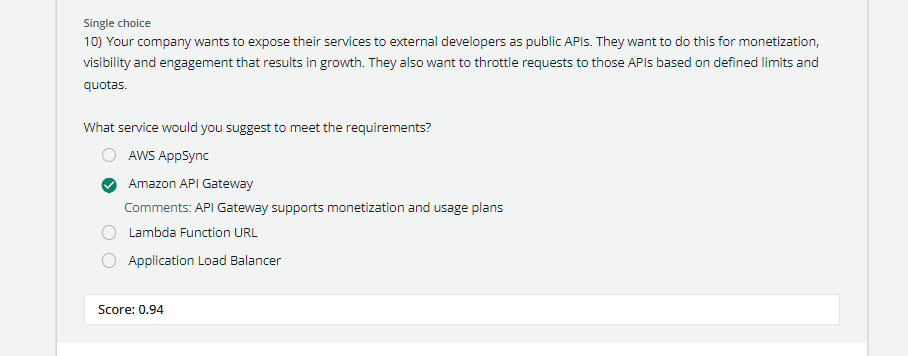 Single choice
10) Your company wants to expose their services to external developers as public APIs. They want to do this for monetization,
visibility and engagement that results in growth. They also want to throttle requests to those APIs based on defined limits and
quotas.
What service would you suggest to meet the requirements?
AWS AppSync
Amazon API Gateway
Comments: API Gateway supports monetization and usage plans
Lambda Function URL
Application Load Balancer
Score: 0.94